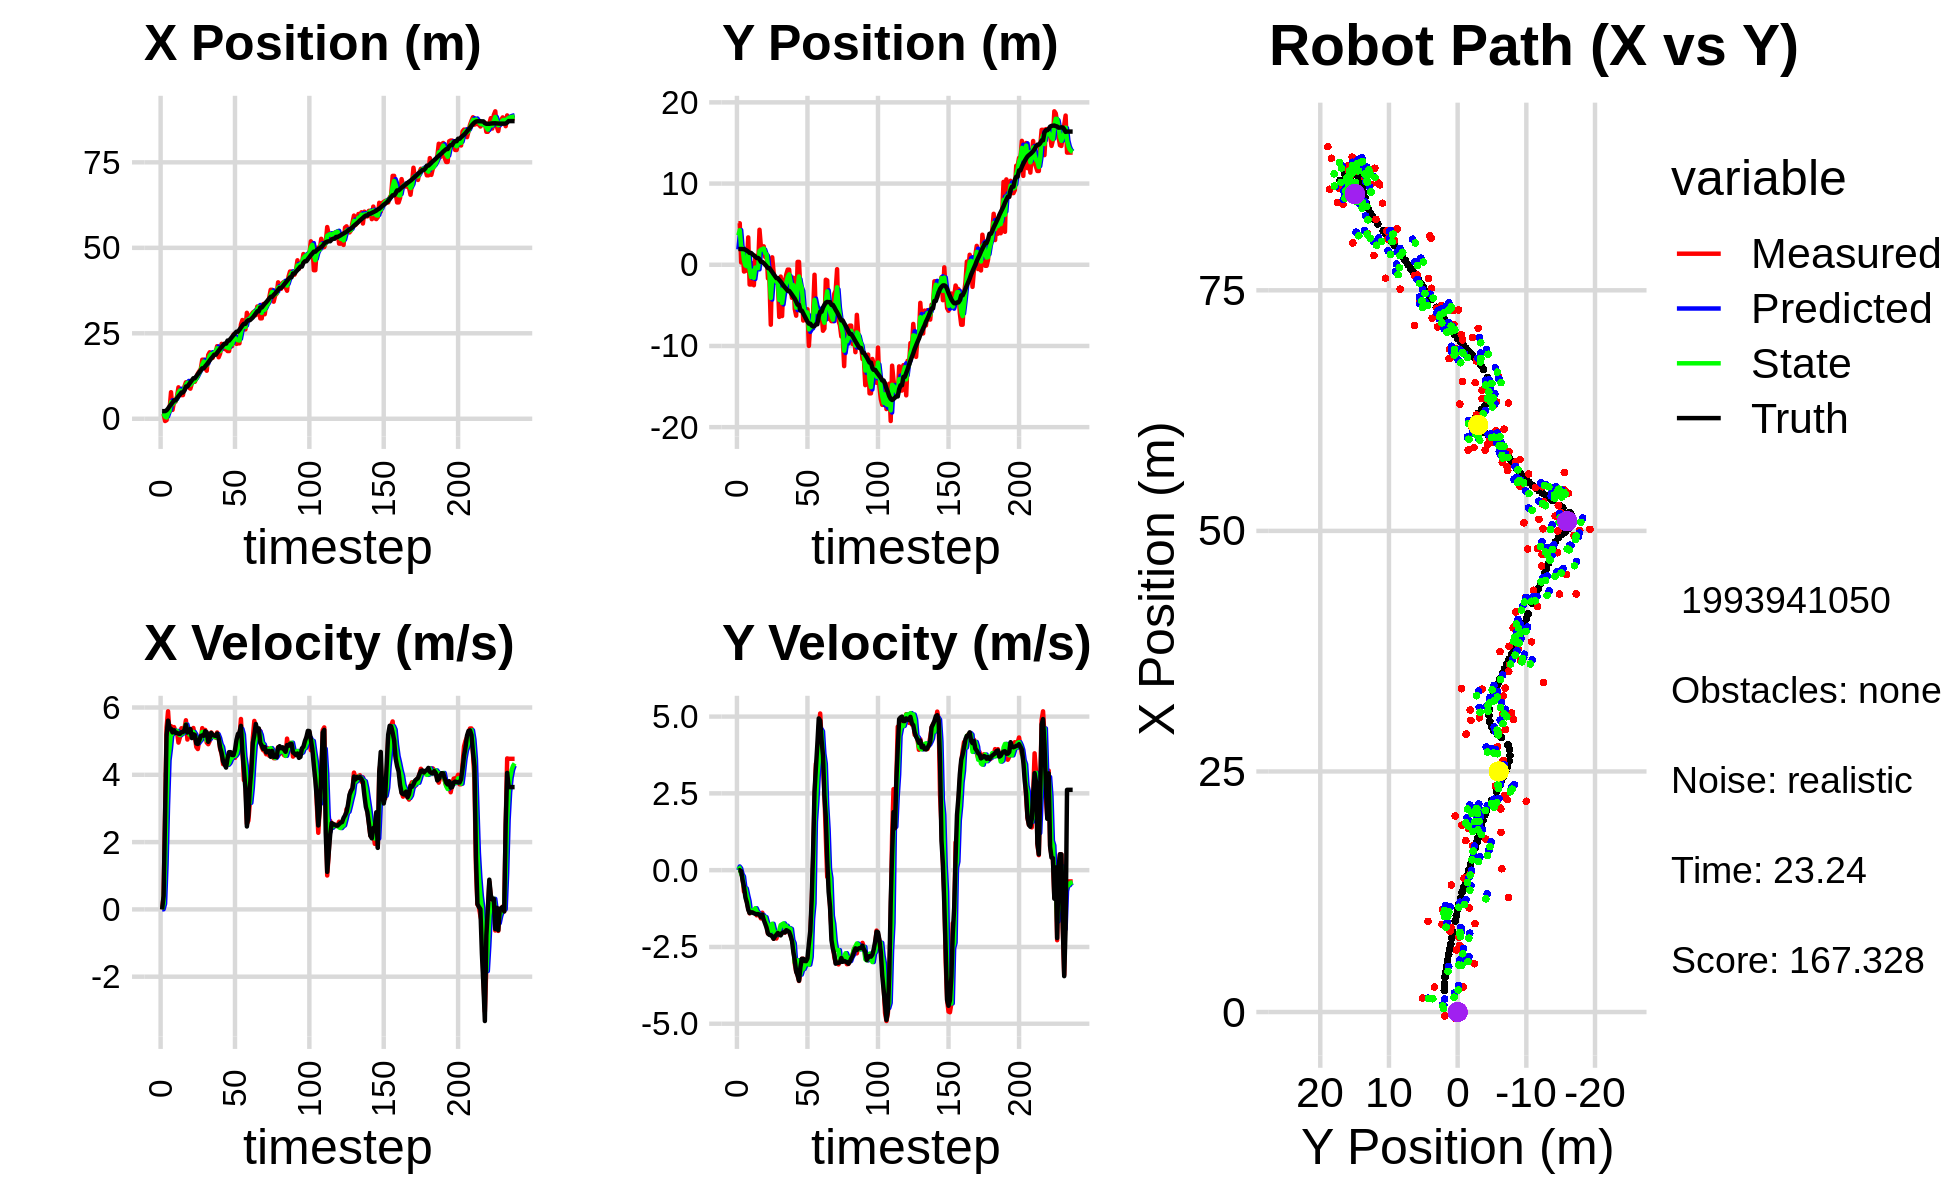 X Position (m)
75
50
25
0
0 50 100 150 200
timestep
Y Position (m)
20
10
0
-10
-20
0 50 100 150 200
timestep
X Velocity (m/s)
6
4
2
0
-2
0 50 100 150 200
timestep
Y Velocity (m/s)
5.0
2.5
0.0
-2.5
-5.0
0 50 100 150 200
timestep
Robot Path (X vs Y)
X Position (m)
75
50
25
0
20 10 0 -10 -20
Y Position (m)
variable
Measured
Predicted
State
Truth
1993941050
Obstacles: none
Noise: realistic
Time: 23.24
Score: 167.328